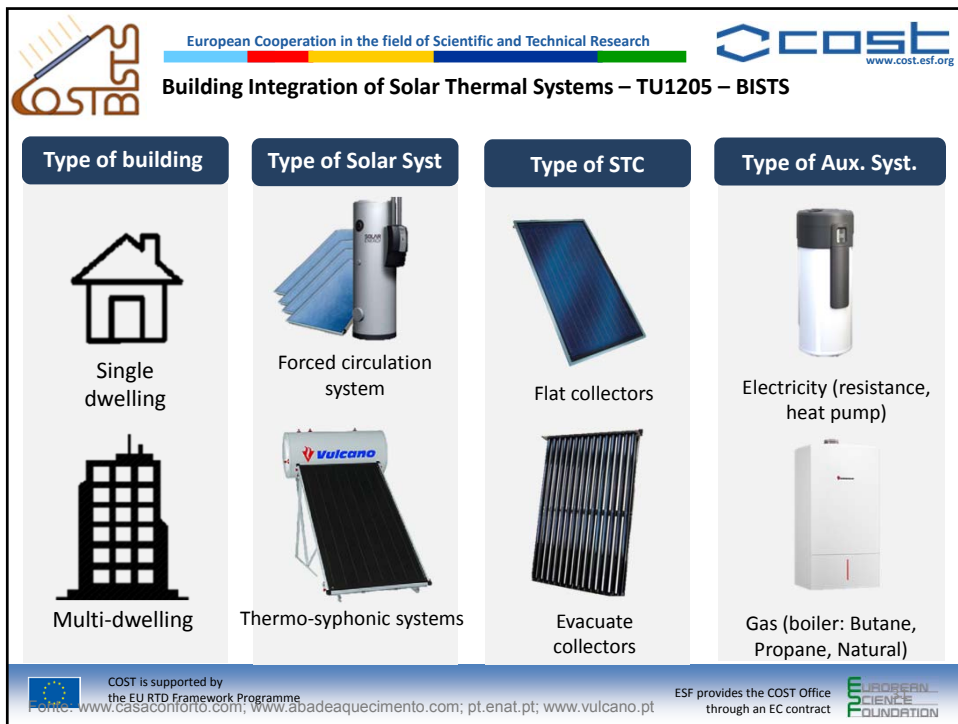 European Cooperation in the field of Scientific and Technical Research
cost
www.cost.esf.org
COST
BISTS
Building Integration of Solar Thermal Systems – TU1205 – BISTS
Type of building
Type of Solar Syst
Type of STC
Type of Aux. Syst.
SOLAR
Single
dwelling
Forced circulation
system
Flat collectors
Electricity (resistance,
heat pump)
Vulcano
Multi-dwelling
Thermo-syphonic systems
Evacuate
collectors
Gas (boiler: Butane,
Propane, Natural)
COST is supported by
the EU RTD Framework Programme
Fonte: www.casaconforto.com; www.abadeaquecimento.com; pt.enat.pt; www.vulcano.pt
ESF provides the COST Office
through an EC contract
EUROPEAN
SCIENCE
FOUNDATION